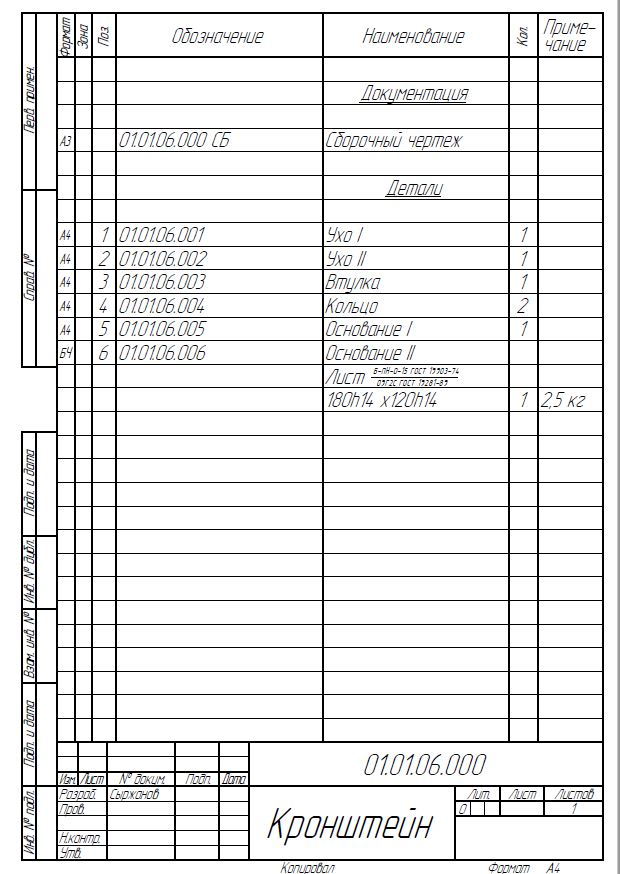 Формат Зона Поз. Обозначение Наименование Кол. Приме-
чание
Документация
А3 01.01.06.000 СБ Сборочный чертеж
Детали
А4 1 01.01.06.001 Ухо I 1
А4 2 01.01.06.002 Ухо II 1
А4 3 01.01.06.003 Втулка 1
А4 4 01.01.06.004 Кольцо 2
А4 5 01.01.06.005 Основание I 1
БЧ 6 01.01.06.006 Основание II
Лист Б-ПН-О-16 ГОСТ 19903-74
09Г2С ГОСТ 19281-89
180h14 х120h14 1 2,5 кг
Перв. примен.
Справ. №
Подп. и дата
Инв. № дубл.
Взам. инв. №
Подп. и дата
Инв. № подл.
01.01.06.000
Изм. Лист № докум. Подп. Дата
Разраб. Сыржанов
Пров.
Н.контр.
Утв.
Кронштейн
Лит. Лист Листов
О 1
Копировал Формат А4